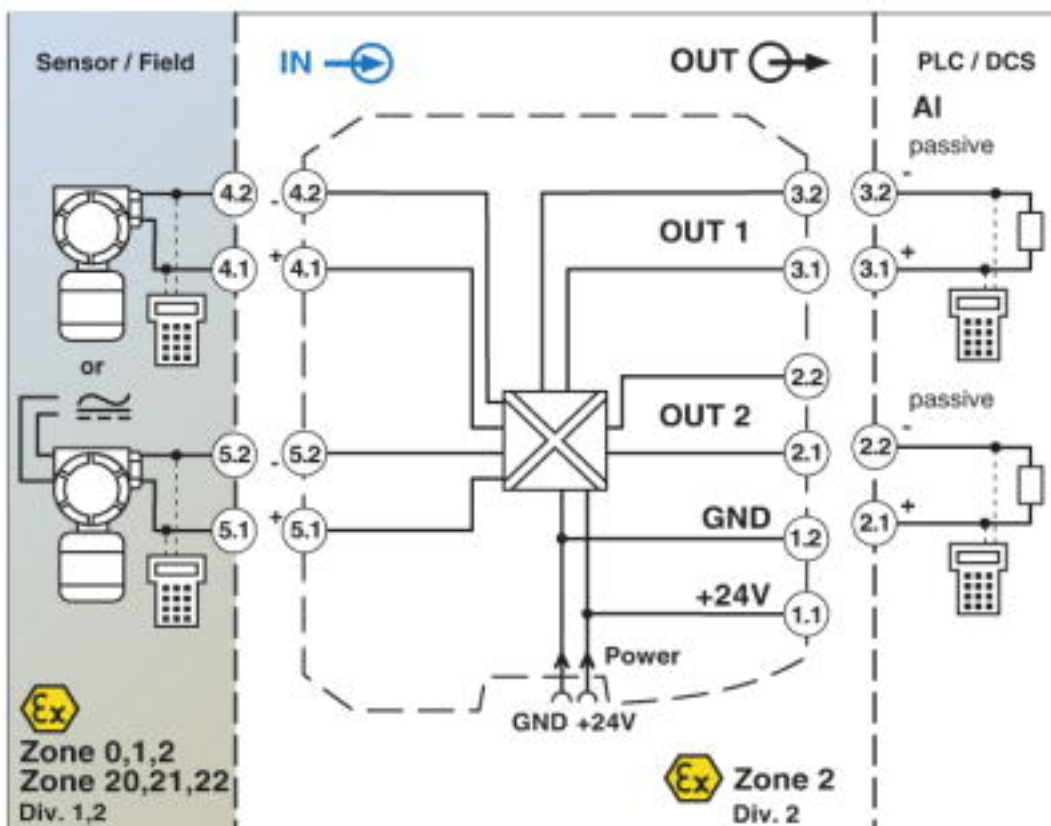 Sensor / Field
IN
OUT
PLC / DCS
AI
passive
4.2
-
4.2
3.2
3.2
-
OUT 1
4.1
+
4.1
3.1
3.1
+
or
2.2
passive
OUT 2
5.2
-
5.2
2.1
2.2
-
5.1
+
5.1
GND
1.2
2.1
+
+24V
1.1
Power
GND +24V
Ex
Zone 0,1,2
Zone 20,21,22
Div. 1,2
Ex
Zone 2
Div. 2